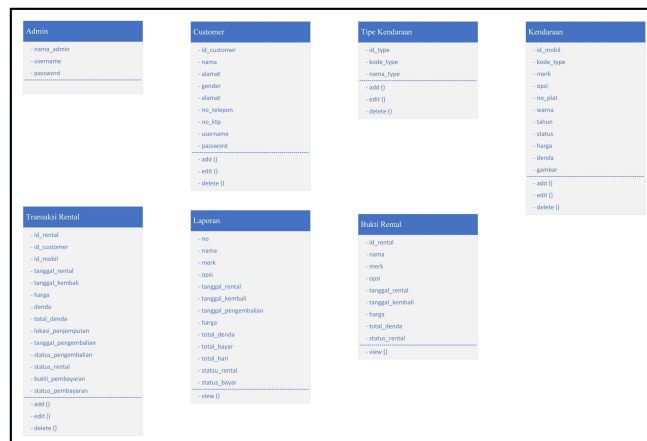 Admin
- nama_admin
- username
- password
Customer
- id_customer
- nama
- alamat
- gender
- alamat
- no_telepon
- no_ktp
- username
- password
- add ()
- edit ()
- delete ()
Tipe Kendaraan
- id_type
- kode_type
- nama_type
- add ()
- edit ()
- delete ()
Kendaraan
- id_mobil
- kode_type
- merk
- opsi
- no_plat
- warna
- tahun
- status
- harga
- denda
- gambar
- add ()
- edit ()
- delete ()
Transaksi Rental
- id_rental
- id_customer
- id_mobil
- tanggal_rental
- tanggal_kembali
- harga
- denda
- total_denda
- lokasi_penjemputan
- tanggal_pengembalian
- status_pengembalian
- status_rental
- bukti_pembayaran
- status_pembayaran
- add ()
- edit ()
- delete ()
Laporan
- no
- nama
- merk
- opsi
- tanggal_rental
- tanggal_kembali
- tanggal_pengembalian
- harga
- total_denda
- total_bayar
- total_hari
- statsu_rental
- status_bayar
- view ()
Bukti Rental
- id_rental
- nama
- merk
- opsi
- tanggal_rental
- tanggal_kembali
- harga
- total_denda
- status_rental
- view ()